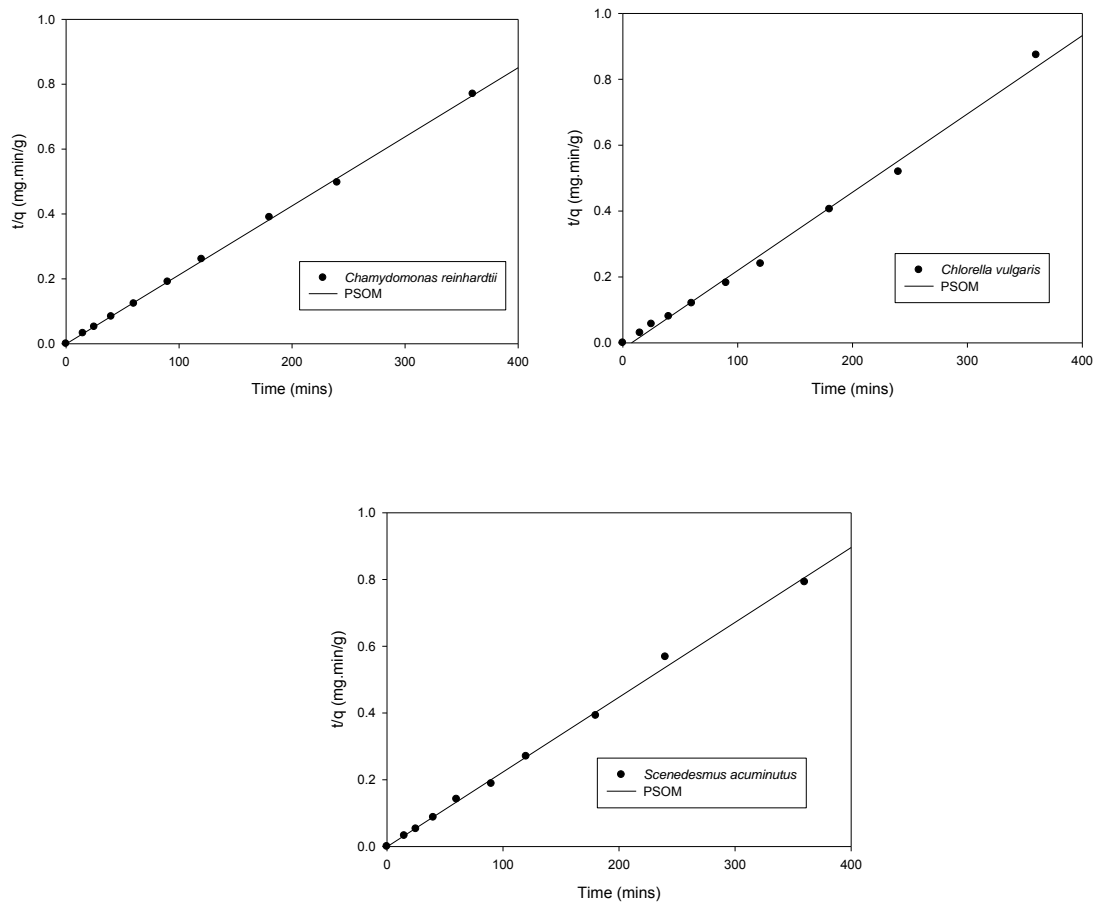 t/q (mg.min/g)
1.0
0.8
0.6
0.4
0.2
0.0
Chamydomonas reinhardtii
PSOM
0 100 200 300 400
Time (mins)
t/q (mg.min/g)
1.0
0.8
0.6
0.4
0.2
0.0
Chlorella vulgaris
PSOM
0 100 200 300 400
Time (mins)
t/q (mg.min/g)
1.0
0.8
0.6
0.4
0.2
0.0
Scenedesmus acuminutus
PSOM
0 100 200 300 400
Time (mins)